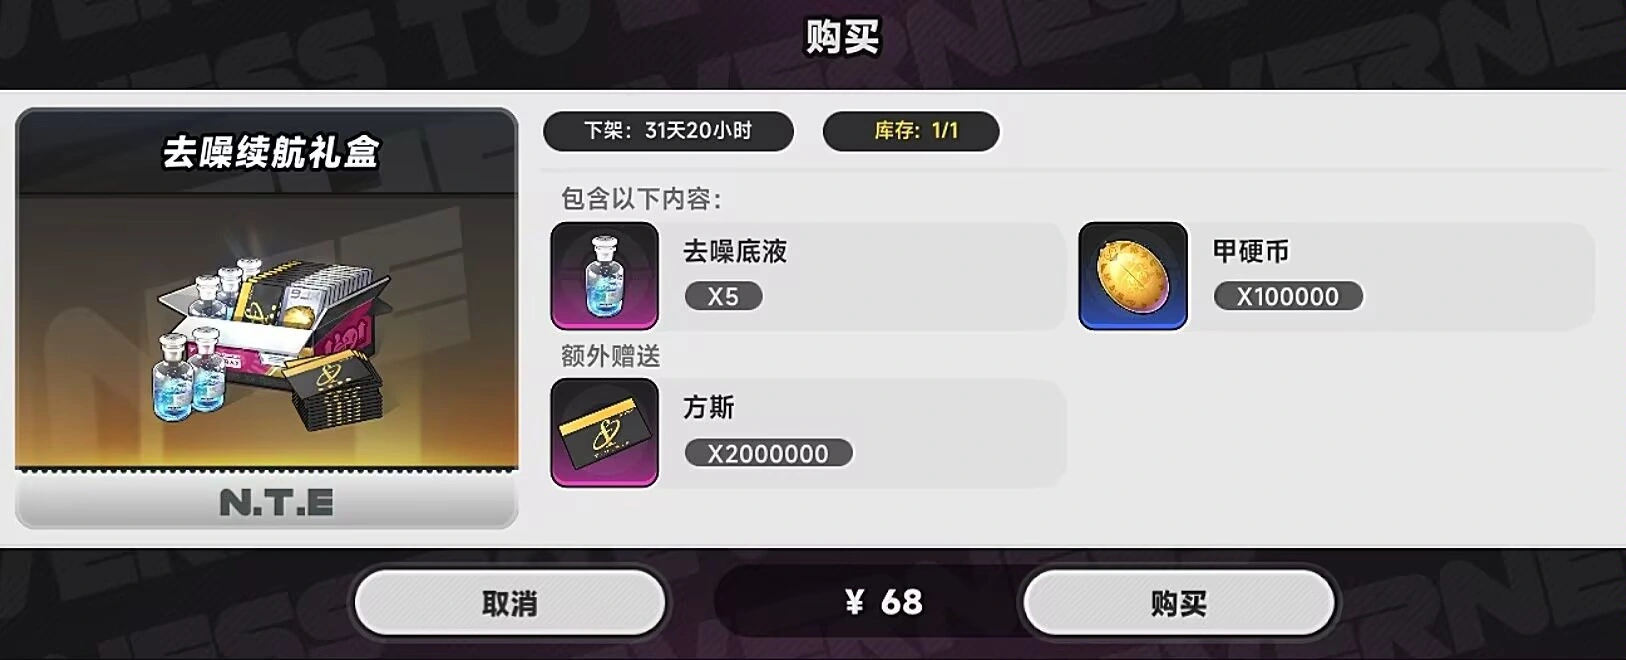 购买
去噪续航礼盒
N.T.E
下架：31天20小时
库存：1/1
包含以下内容：
去噪底液
X5
甲硬币
X100000
额外赠送
方斯
X2000000
取消
¥ 68
购买